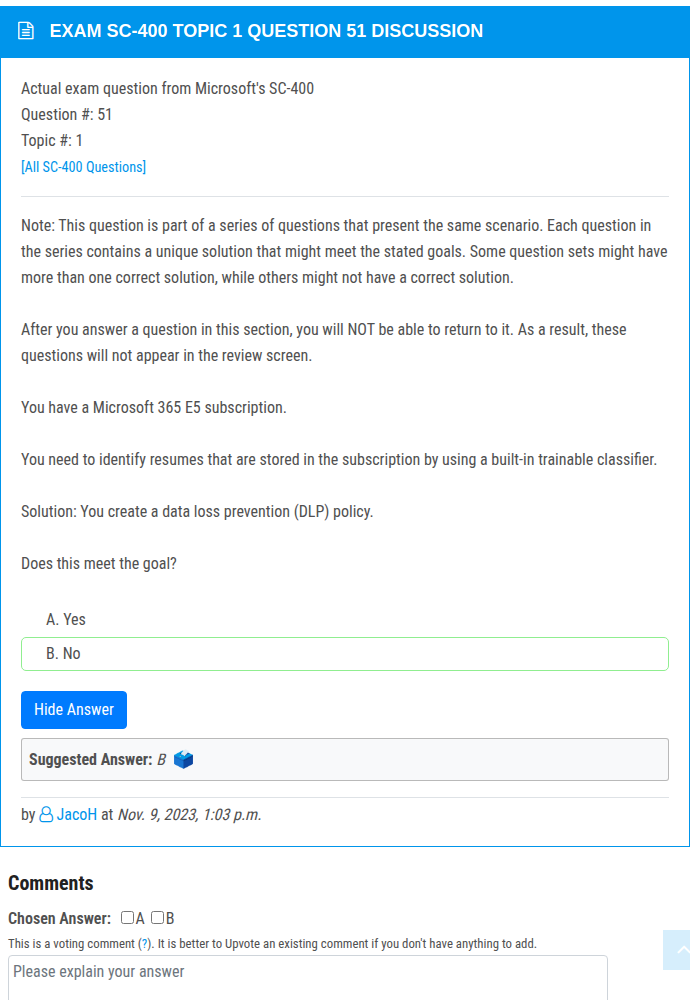 EXAM SC-400 TOPIC 1 QUESTION 51 DISCUSSION
Actual exam question from Microsoft's SC-400
Question #: 51
Topic #: 1
[All SC-400 Questions]
Note: This question is part of a series of questions that present the same scenario. Each question in
the series contains a unique solution that might meet the stated goals. Some question sets might have
more than one correct solution, while others might not have a correct solution.
After you answer a question in this section, you will NOT be able to return to it. As a result, these
questions will not appear in the review screen.
You have a Microsoft 365 E5 subscription.
You need to identify resumes that are stored in the subscription by using a built-in trainable classifier.
Solution: You create a data loss prevention (DLP) policy.
Does this meet the goal?
A. Yes
B. No
Hide Answer
Suggested Answer: B
by JacoH at Nov. 9, 2023, 1:03 p.m.
Comments
Chosen Answer: A B
This is a voting comment (?). It is better to Upvote an existing comment if you don't have anything to add.
Please explain your answer